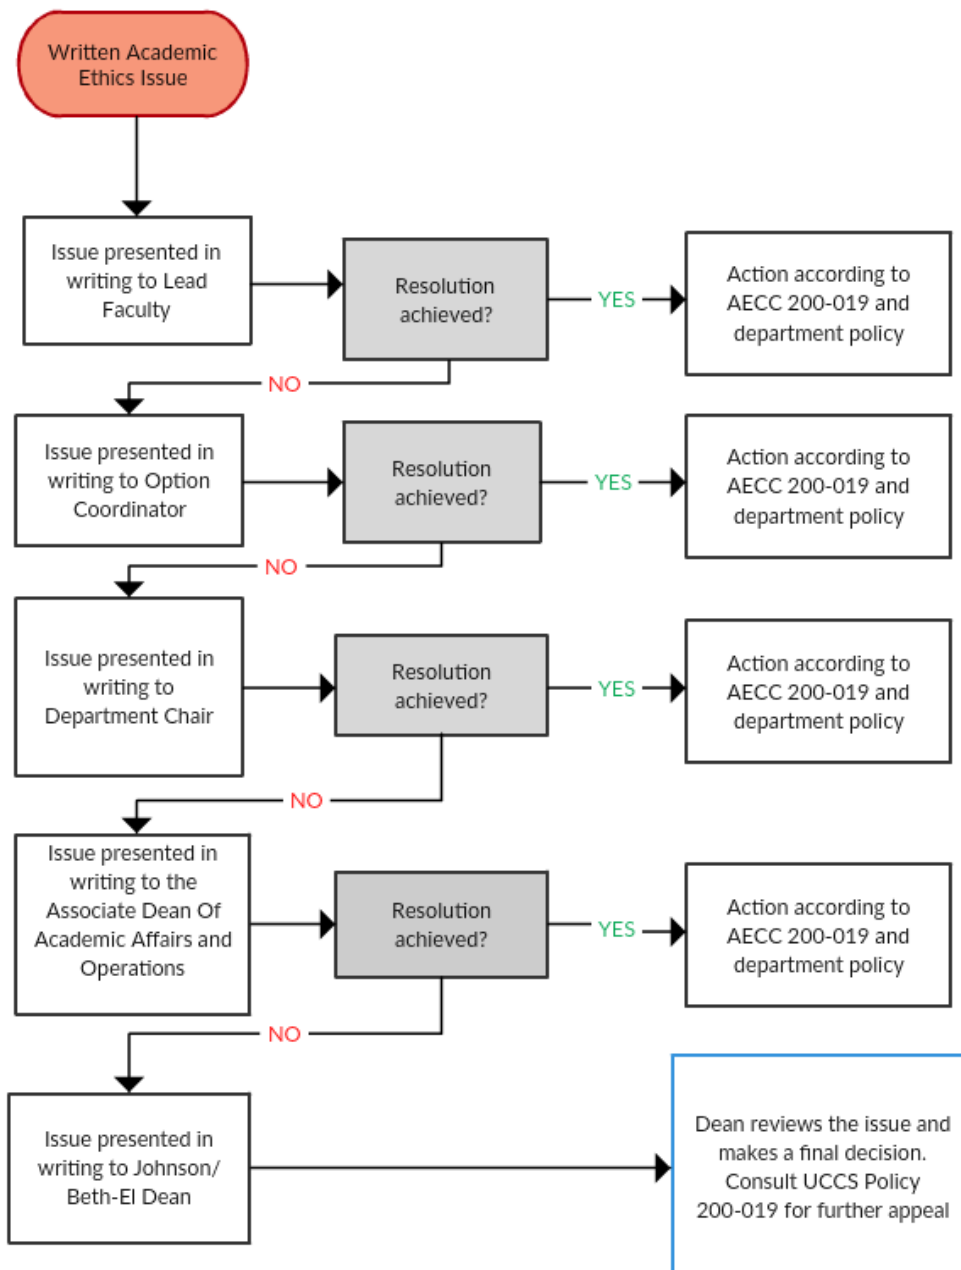 Written Academic
Ethics Issue
Issue presented in
writing to Lead
Faculty
Resolution
achieved?
YES
Action according to
AECC 200-019 and
department policy
NO
Issue presented in
writing to Option
Coordinator
Resolution
achieved?
YES
Action according to
AECC 200-019 and
department policy
NO
Issue presented in
writing to
Department Chair
Resolution
achieved?
YES
Action according to
AECC 200-019 and
department policy
NO
Issue presented in
writing to the
Associate Dean Of
Academic Affairs and
Operations
Resolution
achieved?
YES
Action according to
AECC 200-019 and
department policy
NO
Issue presented in
writing to Johnson/
Beth-El Dean
Dean reviews the issue and
makes a final decision.
Consult UCCS Policy
200-019 for further appeal